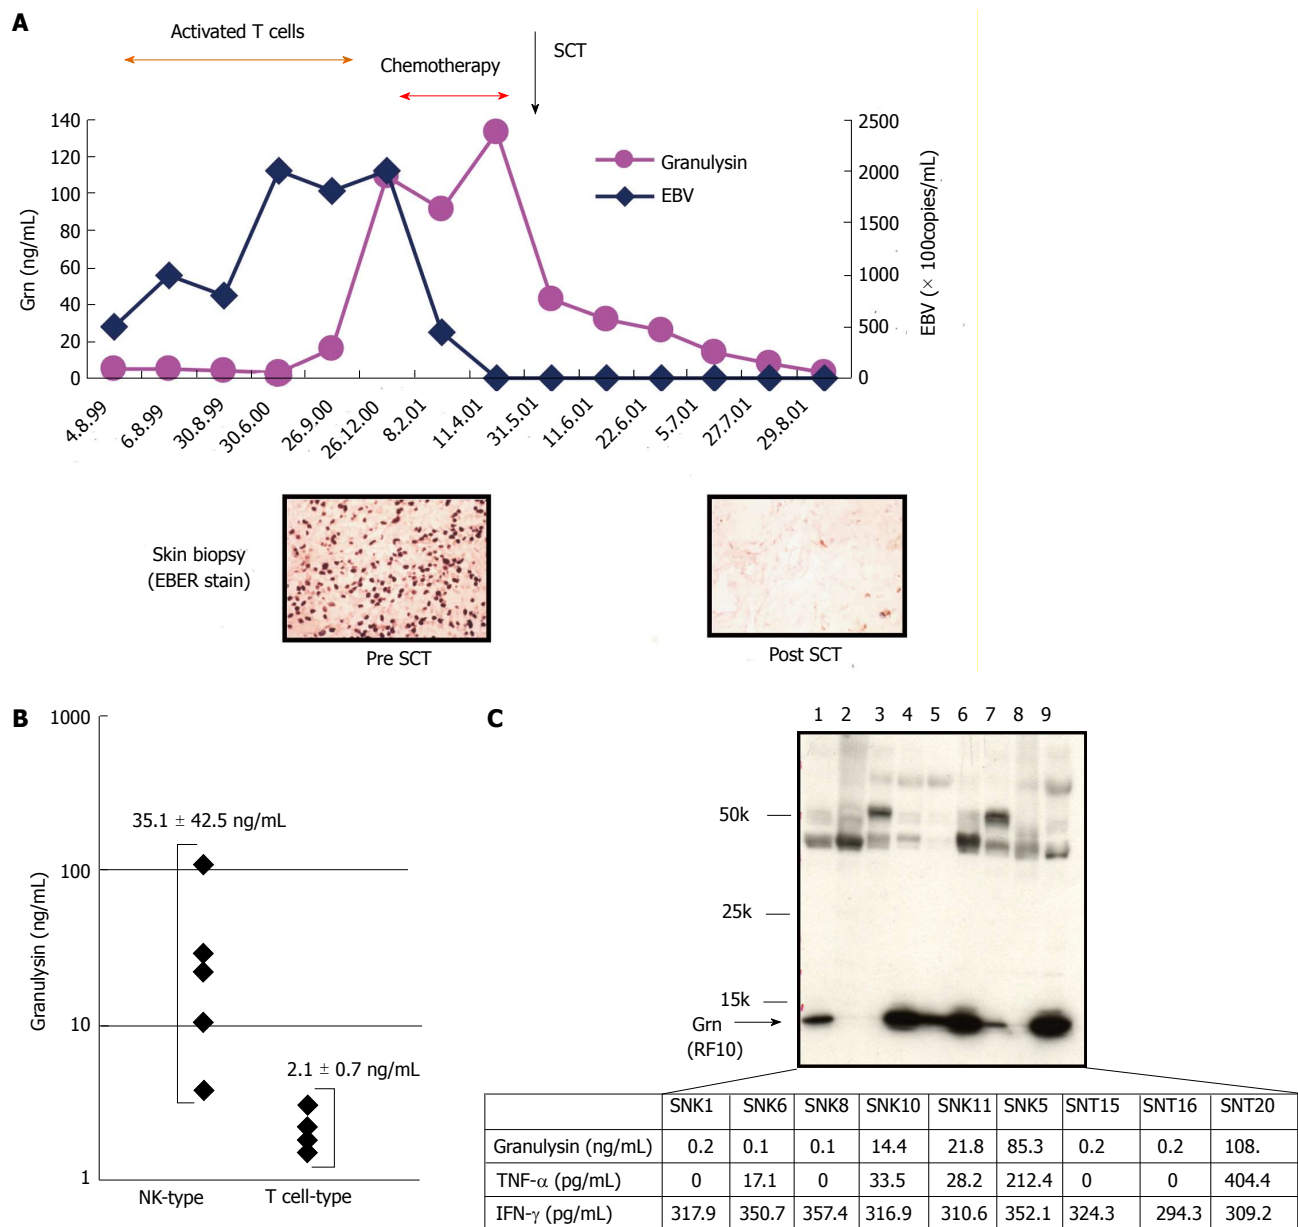 A
Activated T cells
SCT
Chemotherapy
Grn (ng/mL)
140
120
100
80
60
40
20
0
Granulysin
EBV
2500
2000
1500
1000
500
0
EBV (× 100copies/mL)
4.8.99
6.8.99
30.8.99
30.6.00
26.9.00
26.12.00
8.2.01
11.4.01
31.5.01
11.6.01
22.6.01
5.7.01
27.7.01
29.8.01
Skin biopsy
(EBER stain)
Pre SCT
Post SCT
B
Granulysin (ng/mL)
1000
100
10
1
35.1 ± 42.5 ng/mL
2.1 ± 0.7 ng/mL
NK-type
T cell-type
C
1 2 3 4 5 6 7 8 9
50k
25k
15k
Grn
(RF10)
SNK1 SNK6 SNK8 SNK10 SNK11 SNK5 SNT15 SNT16 SNT20
Granulysin (ng/mL) 0.2 0.1 0.1 14.4 21.8 85.3 0.2 0.2 108.
TNF-α (pg/mL) 0 17.1 0 33.5 28.2 212.4 0 0 404.4
IFN-γ (pg/mL) 317.9 350.7 357.4 316.9 310.6 352.1 324.3 294.3 309.2